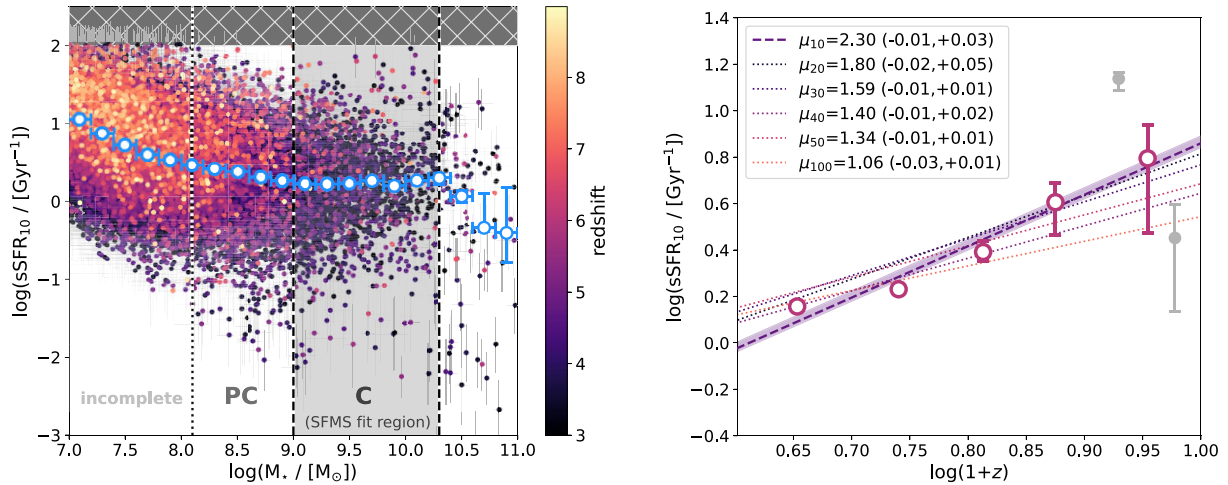 log(sSFR₁₀ / [Gyr⁻¹])
2
1
0
−1
−2
−3
incomplete
PC
C
(SFMS fit region)
7.0 7.5 8.0 8.5 9.0 9.5 10.0 10.5 11.0
log(M⋆ / [M⊙])
8
7
6
5
4
3
redshift
log(sSFR₁₀ / [Gyr⁻¹])
1.4
1.2
1.0
0.8
0.6
0.4
0.2
0.0
−0.2
−0.4
μ₁₀=2.30 (-0.01,+0.03)
μ₂₀=1.80 (-0.02,+0.05)
μ₃₀=1.59 (-0.01,+0.01)
μ₄₀=1.40 (-0.01,+0.02)
μ₅₀=1.34 (-0.01,+0.01)
μ₁₀₀=1.06 (-0.03,+0.01)
0.65 0.70 0.75 0.80 0.85 0.90 0.95 1.00
log(1+z)